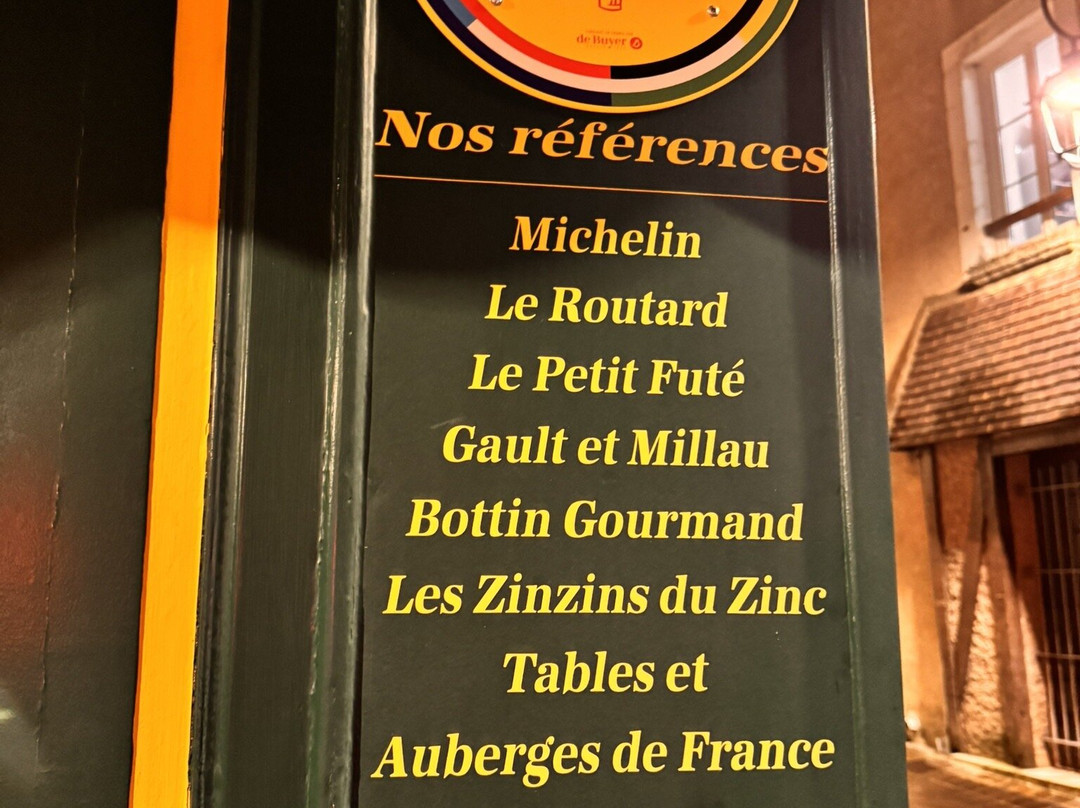 de Buyer
Nos références
Michelin
Le Routard
Le Petit Futé
Gault et Millau
Bottin Gourmand
Les Zinzins du Zinc
Tables et
Auberges de France